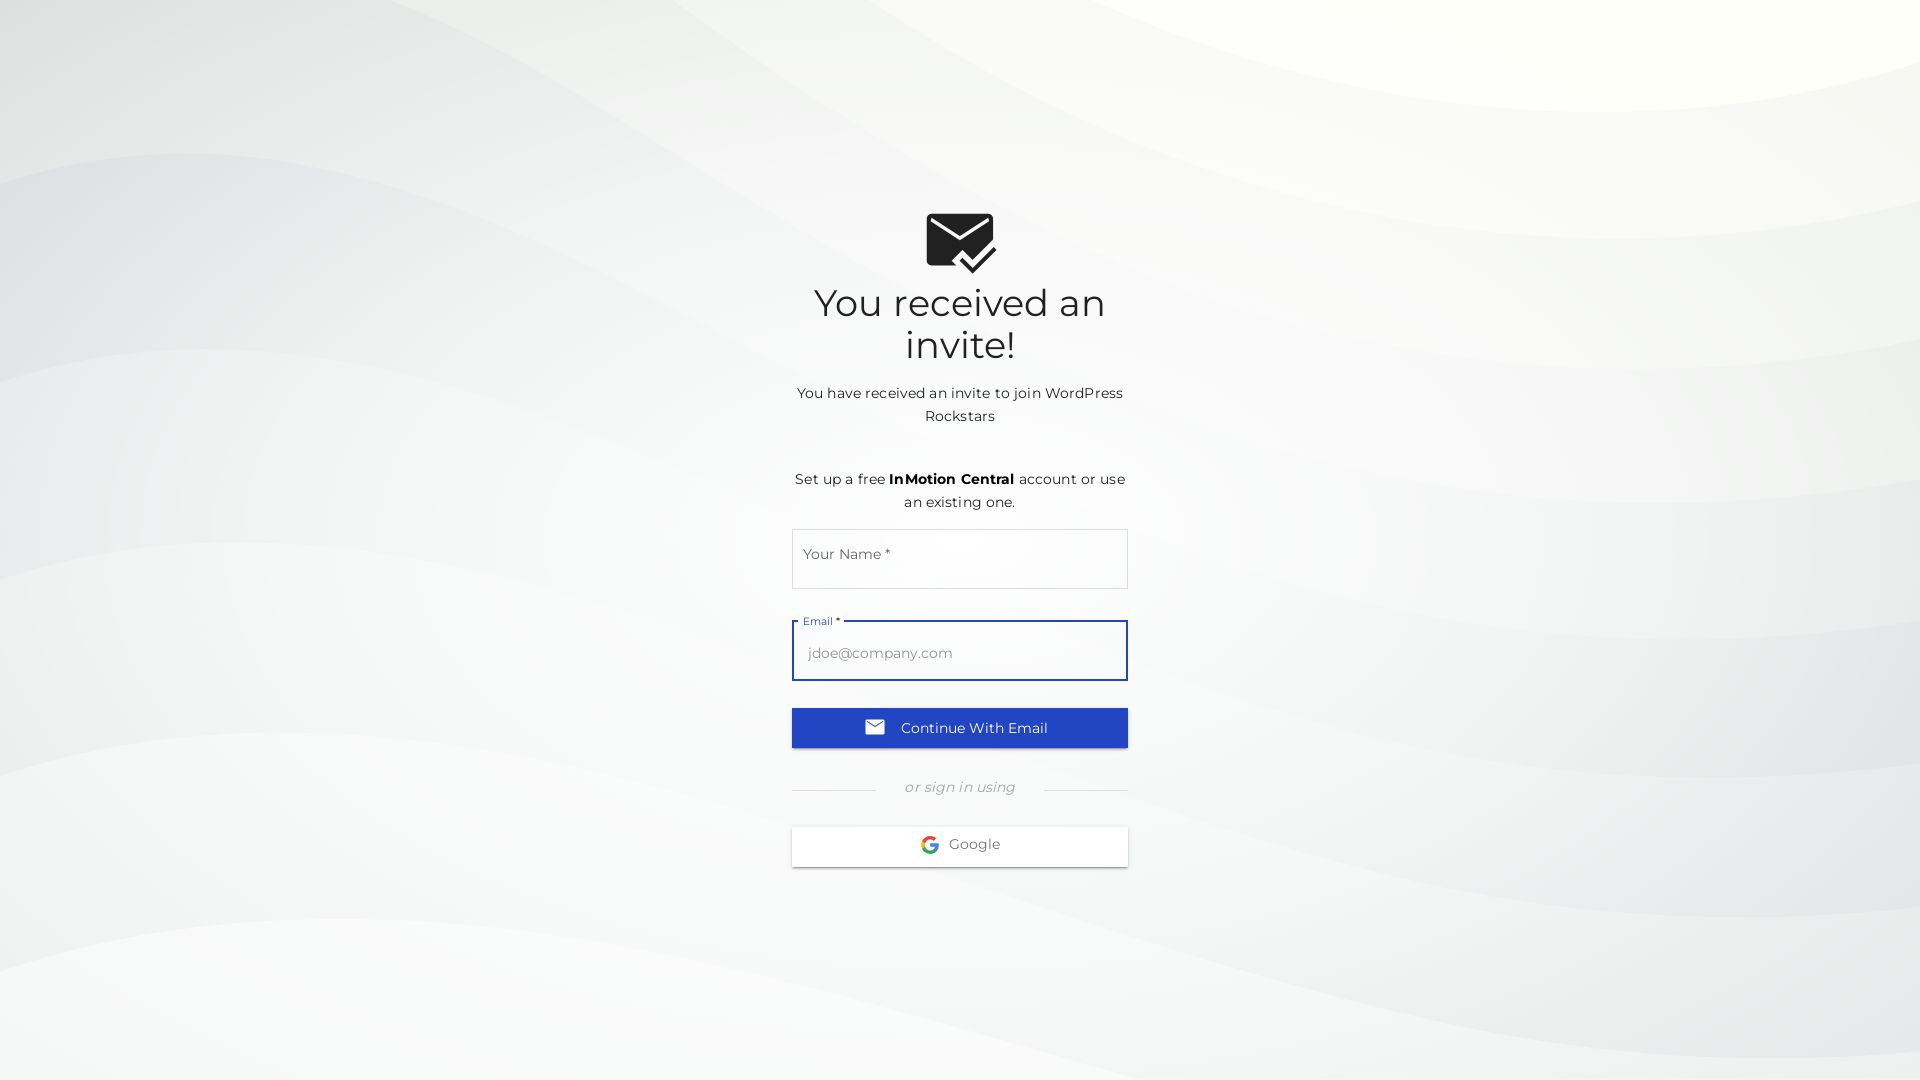 You received an
invite!
You have received an invite to join WordPress
Rockstars
Set up a free InMotion Central account or use
an existing one.
Your Name *
Email *
jdoe@company.com
Continue With Email
or sign in using
Google